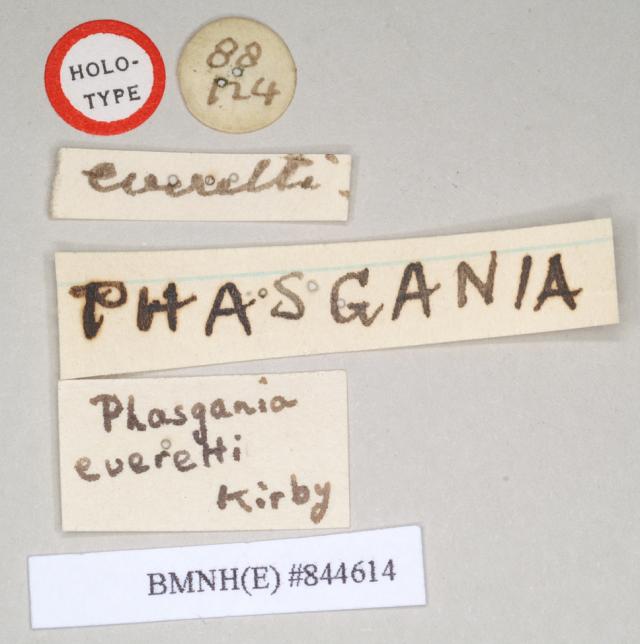 HOLO-
TYPE
88
124
everetti.
PHASGANIA
Phasgania
everetti
Kirby
BMNH(E) #844614